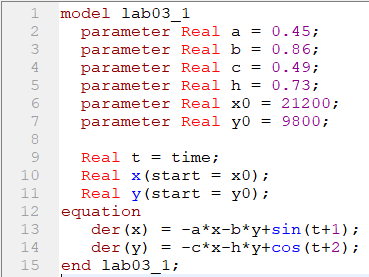 1 model lab03_1
2 parameter Real a = 0.45;
3 parameter Real b = 0.86;
4 parameter Real c = 0.49;
5 parameter Real h = 0.73;
6 parameter Real x0 = 21200;
7 parameter Real y0 = 9800;
8
9 Real t = time;
10 Real x(start = x0);
11 Real y(start = y0);
12 equation
13 der(x) = -a*x-b*y+sin(t+1);
14 der(y) = -c*x-h*y+cos(t+2);
15 end lab03_1;